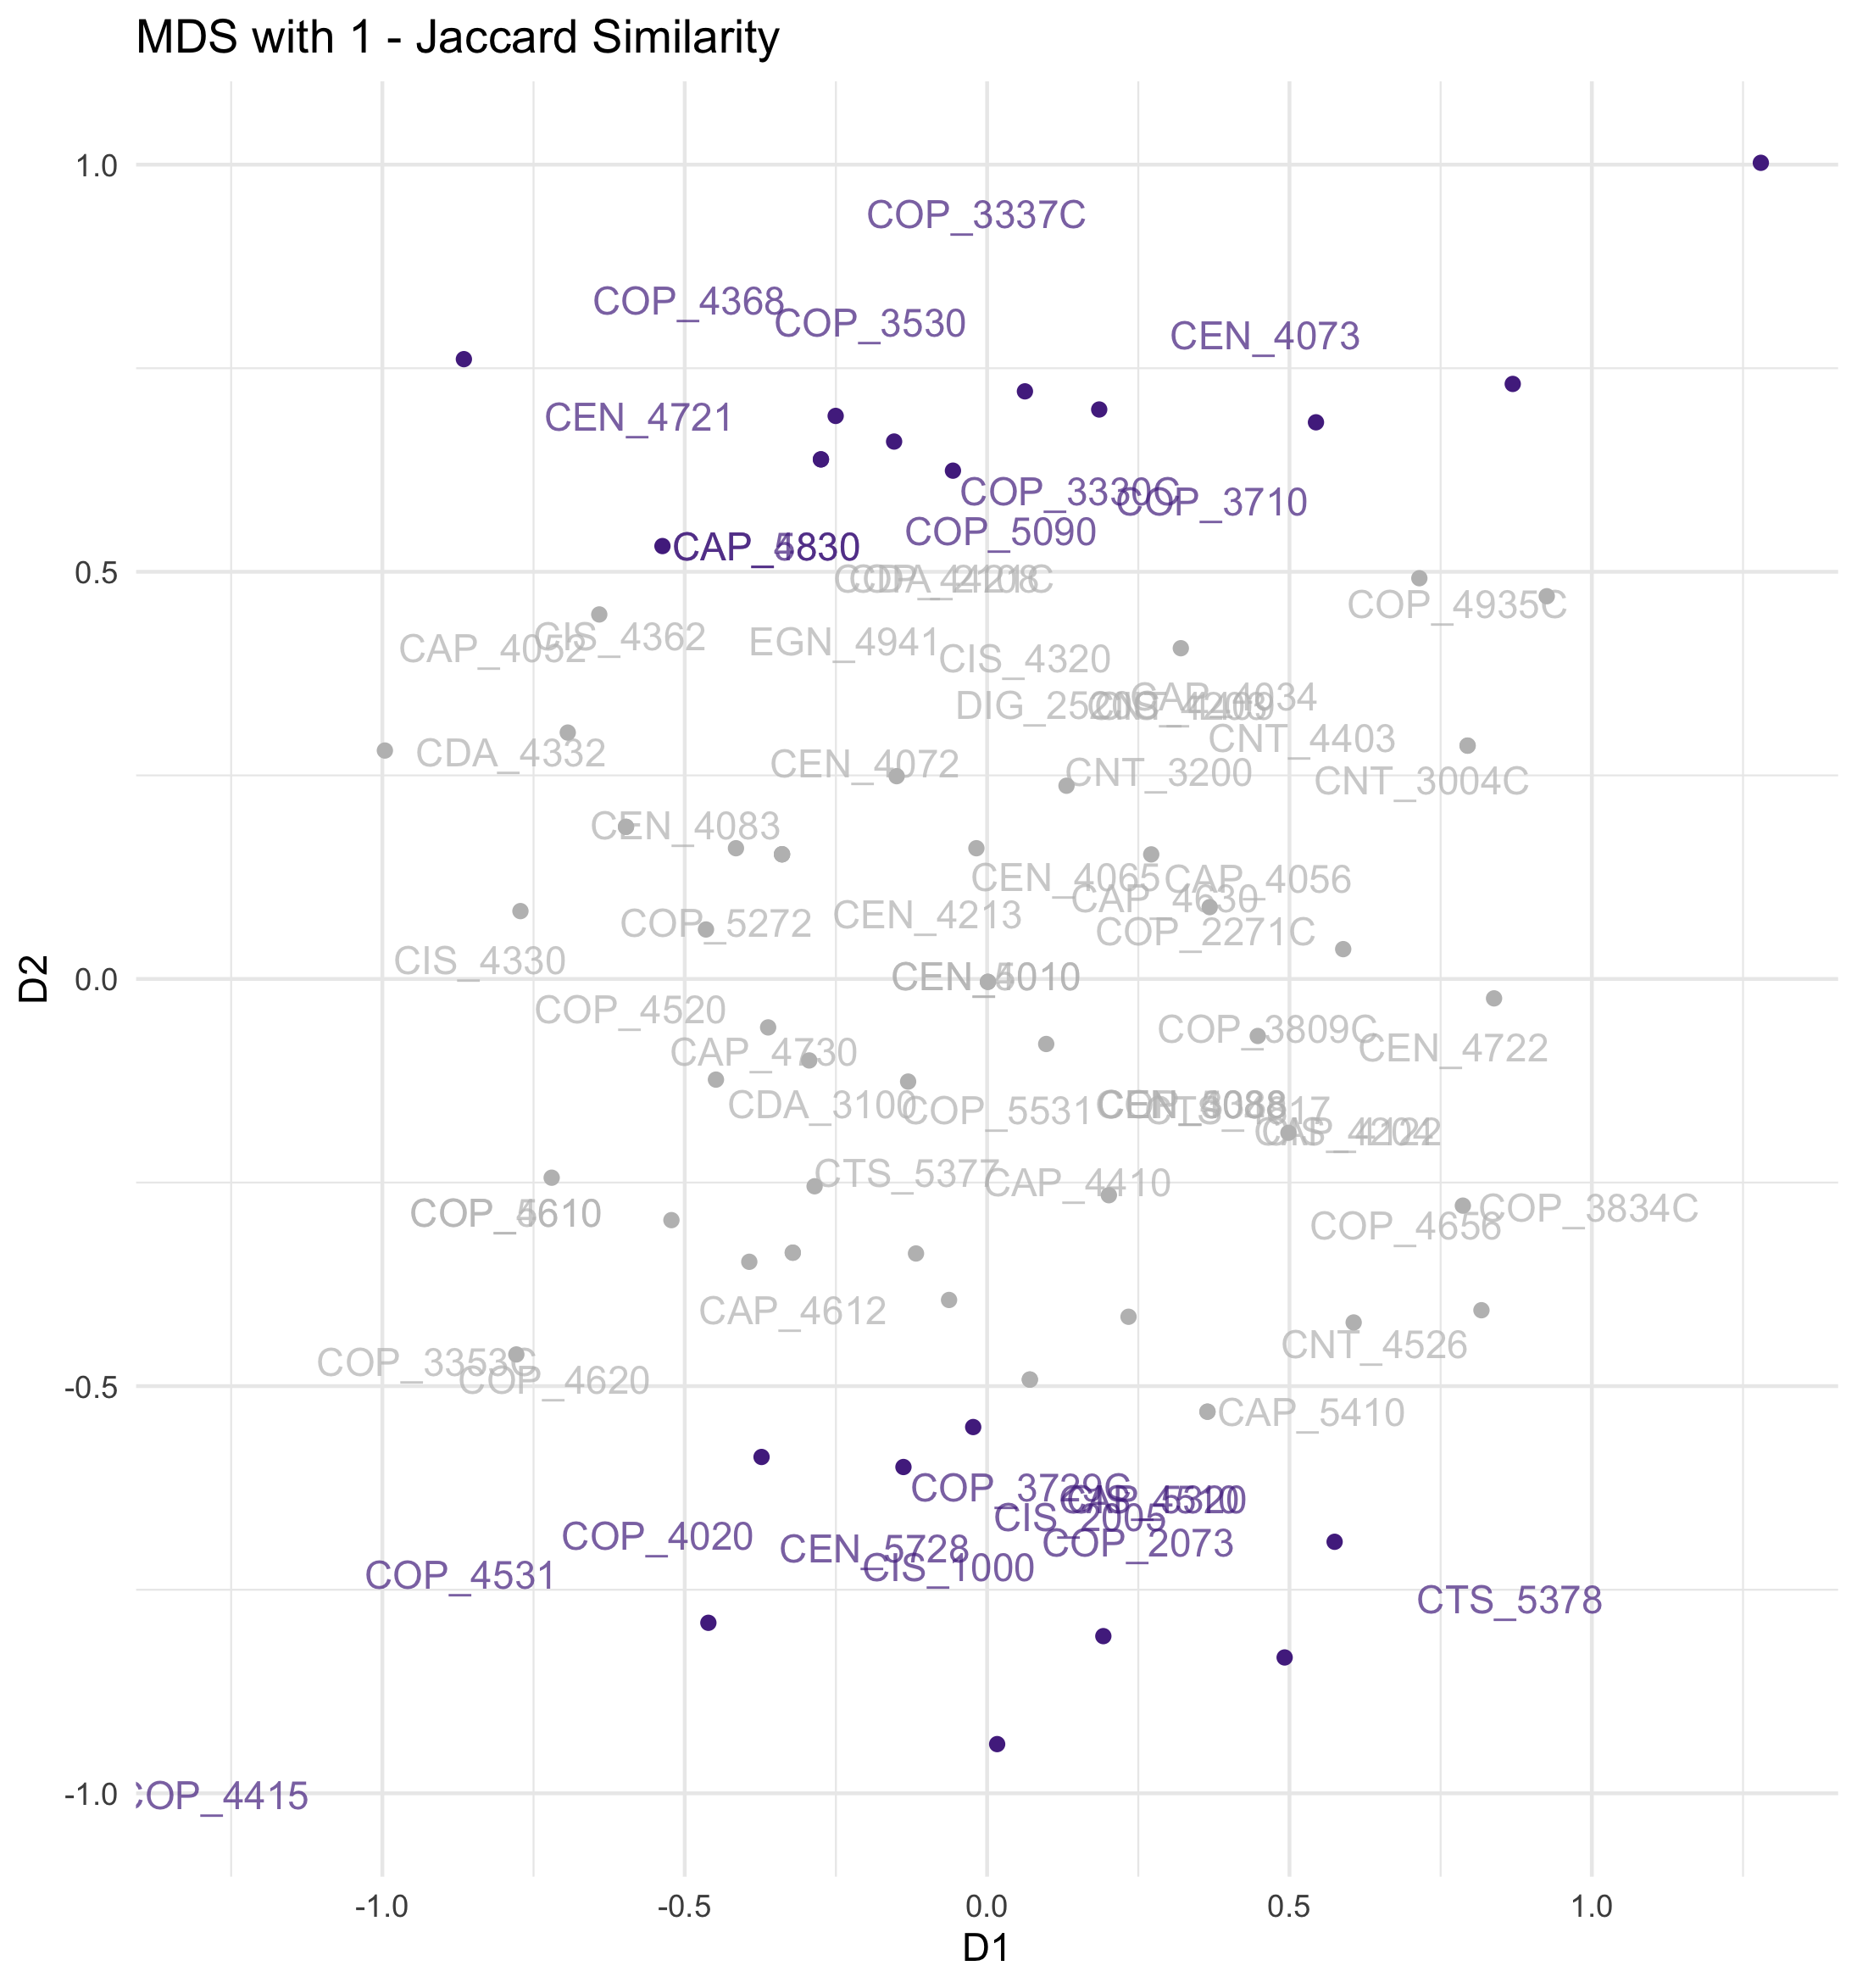 MDS with 1 - Jaccard Similarity
1.0
COP_3337C
COP_4368
COP_3530
CEN_4073
CEN_4721
COP_3330C
COP_3710
COP_5090
0.5
COP_4935C
CIS_4362
CAP_4052
EGN_4941
CIS_4320
CAP_4034
CNT_4403
CDA_4332
CEN_4072
CNT_3200
CNT_3004C
CEN_4083
CEN_4065
CAP_4056
CAP_4630
CEN_4213
COP_5272
COP_2271C
CIS_4330
0.0
D2
COP_4520
COP_3809C
CEN_4722
CAP_4730
CDA_3100
COP_5531
CTS_5377
CAP_4410
COP_3834C
COP_4656
CAP_4612
CNT_4526
COP_3353C
COP_4620
-0.5
CAP_5410
CIS_2005
COP_4020
COP_2073
CEN_5728
CIS_1000
COP_4531
CTS_5378
-1.0
COP_4415
-1.0
-0.5
0.0
0.5
1.0
D1